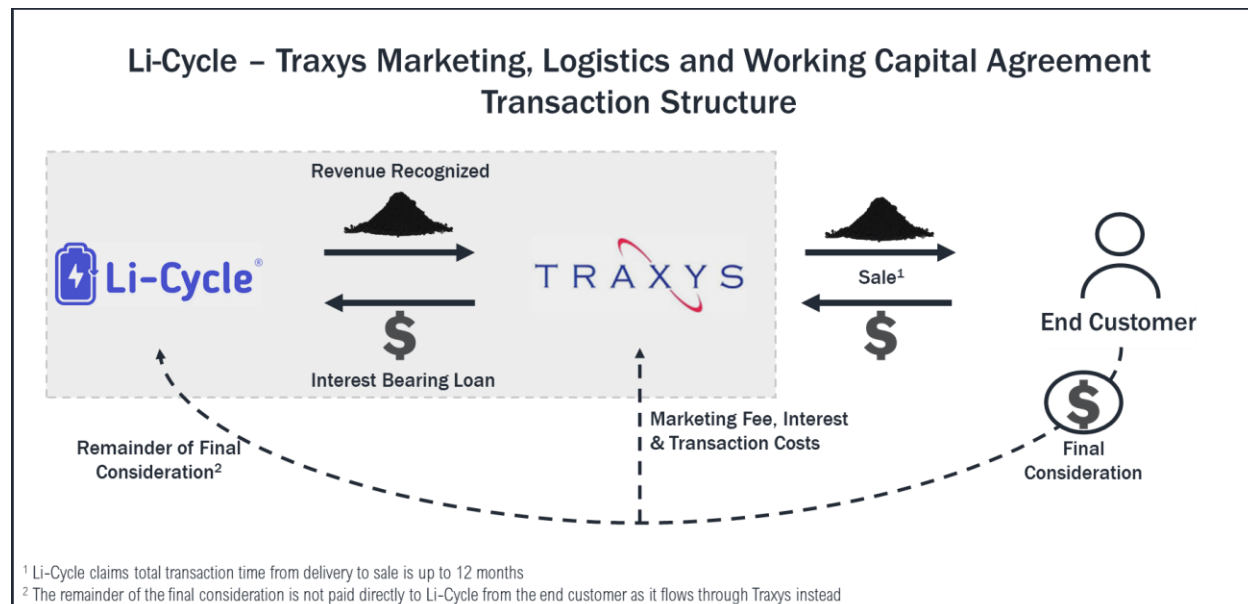 Li-Cycle – Traxys Marketing, Logistics and Working Capital Agreement
Transaction Structure
Revenue Recognized
Li-Cycle®
TRAXYS
Sale¹
$
$
Interest Bearing Loan
End Customer
$
Marketing Fee, Interest
& Transaction Costs
Remainder of Final
Consideration²
Final
Consideration
¹ Li-Cycle claims total transaction time from delivery to sale is up to 12 months
² The remainder of the final consideration is not paid directly to Li-Cycle from the end customer as it flows through Traxys instead